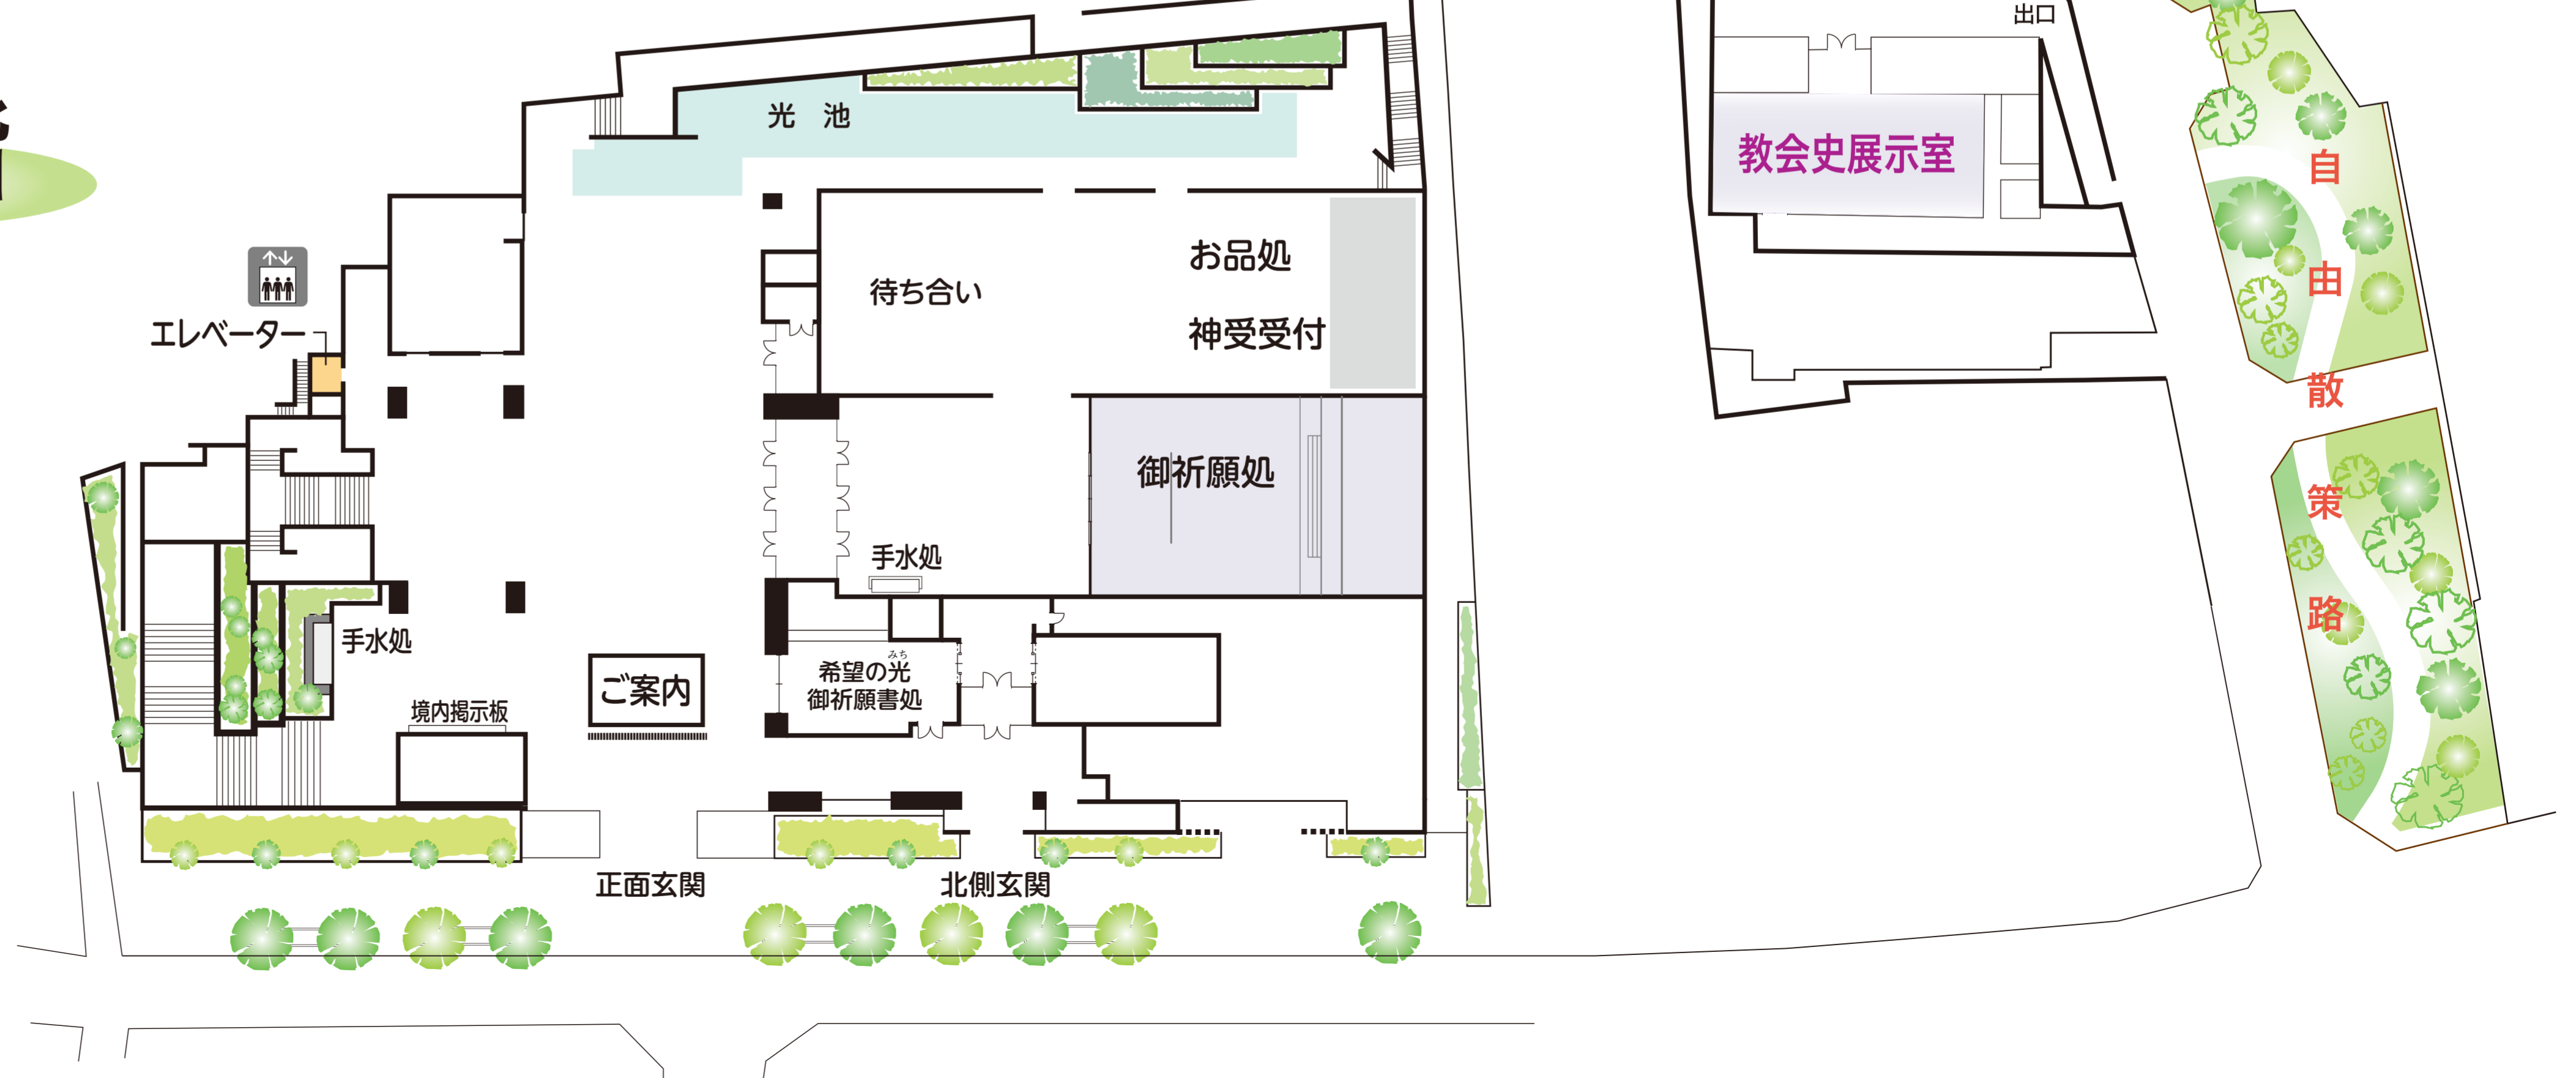 出口
光 池
教会史展示室
自由散策路
お品処
待ち合い
神受受付
エレベーター
御祈願処
手水処
手水処
みち
希望の光
御祈願書処
ご案内
境内掲示板
正面玄関
北側玄関